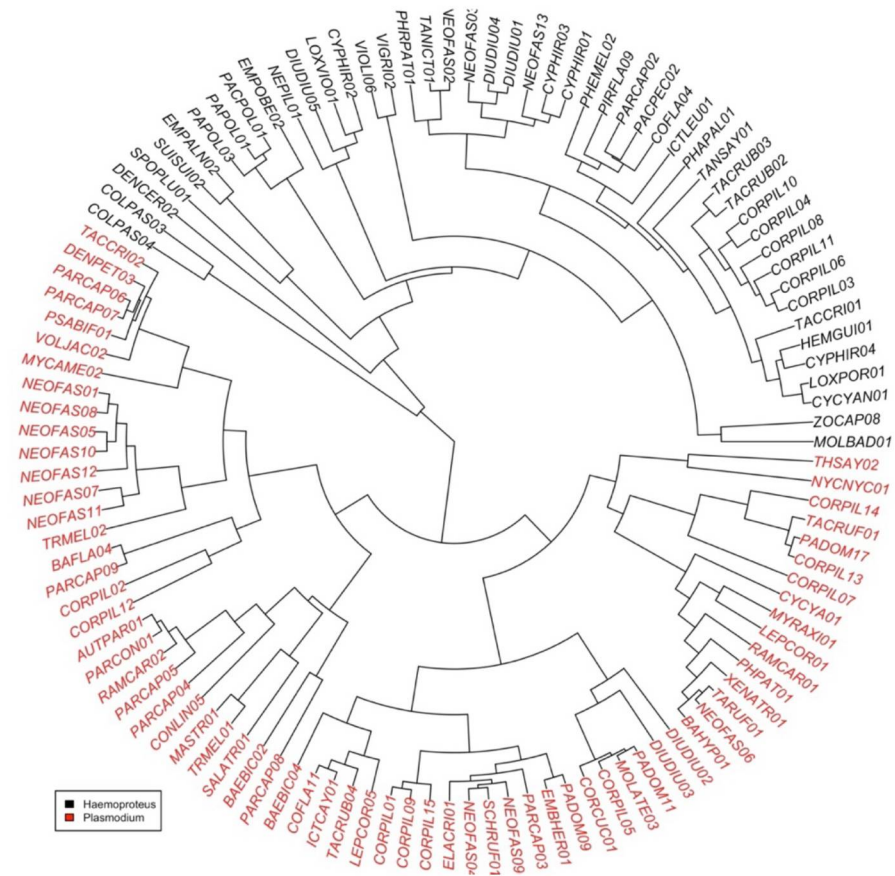 COLPAS04
COLPAS03
DENCER02
SPOPLU01
SUISUI02
EMPALN02
PAPOL03
PAPOL01
PACPOL01
EMPOBE02
NEPIL01
DIUDIU05
LOXVIO01
CYPHIR02
VIOLI06
VIGRI02
PHRPAT01
TANICT01
NEOFAS02
DIUDIU04
DIUDIU01
NEOFAS13
CYPHIR03
CYPHIR01
PHEMEL02
PIRFLA09
PARCAP02
PACPEC02
COFLA04
ICTLEU01
PHAPAL01
TANSAY01
TACRUB03
TACRUB02
CORPIL10
CORPIL04
CORPIL08
CORPIL11
CORPIL06
CORPIL03
TACCRI01
HEMGUI01
CYPHIR04
LOXPOR01
CYCYAN01
ZOCAP08
MOLBAD01
THSAY02
NYCNYC01
CORPIL14
TACRUF01
PADOM17
CORPIL13
CORPIL07
CYCYA01
MYRAXI01
LEPCOR01
RAMCAR01
PHPAT01
XENATR01
TARUF01
NEOFAS06
BAHYP01
DIUDIU02
DIUDIU03
PADOM11
MOLATE03
CORPIL05
CORCUC01
PADOM09
EMBHER01
PARCAP03
NEOFAS09
SCHRUF01
NEOFAS04
ELACRI01
CORPIL15
CORPIL09
CORPIL01
LEPCOR05
TACRUB04
ICTCAY01
COFLA11
BAEBIC04
PARCAP08
BAEBIC02
SALATR01
TRMEL01
MASTR01
CONLIN05
PARCAP04
PARCAP05
RAMCAR02
PARCON01
AUTPAR01
CORPIL12
CORPIL02
PARCAP09
BAFLA04
TRMEL02
NEOFAS11
NEOFAS07
NEOFAS12
NEOFAS10
NEOFAS05
NEOFAS08
NEOFAS01
MYCAME02
VOLJAC02
PSABIF01
PARCAP07
PARCAP06
DENPET03
TACCRI02
Haemoproteus
Plasmodium